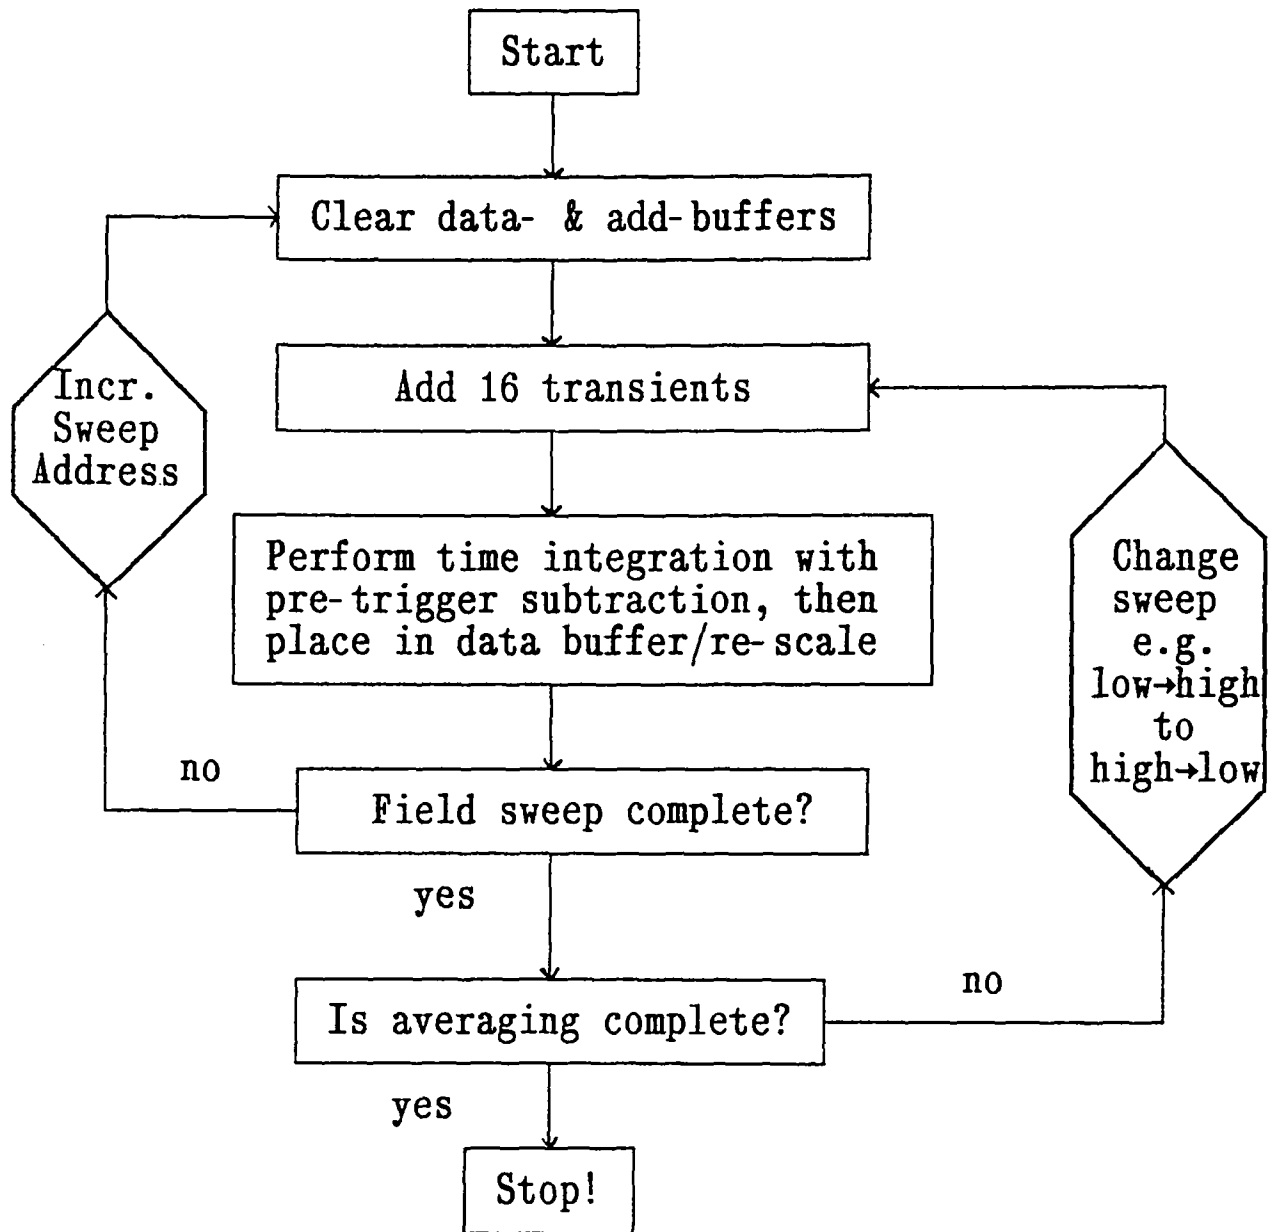 Start
Clear data- & add-buffers
Incr.
Sweep
Address
Add 16 transients
Perform time integration with
pre-trigger subtraction, then
place in data buffer/re-scale
Change
sweep
e.g.
low→high
to
high→low
no
Field sweep complete?
yes
no
Is averaging complete?
yes
Stop!